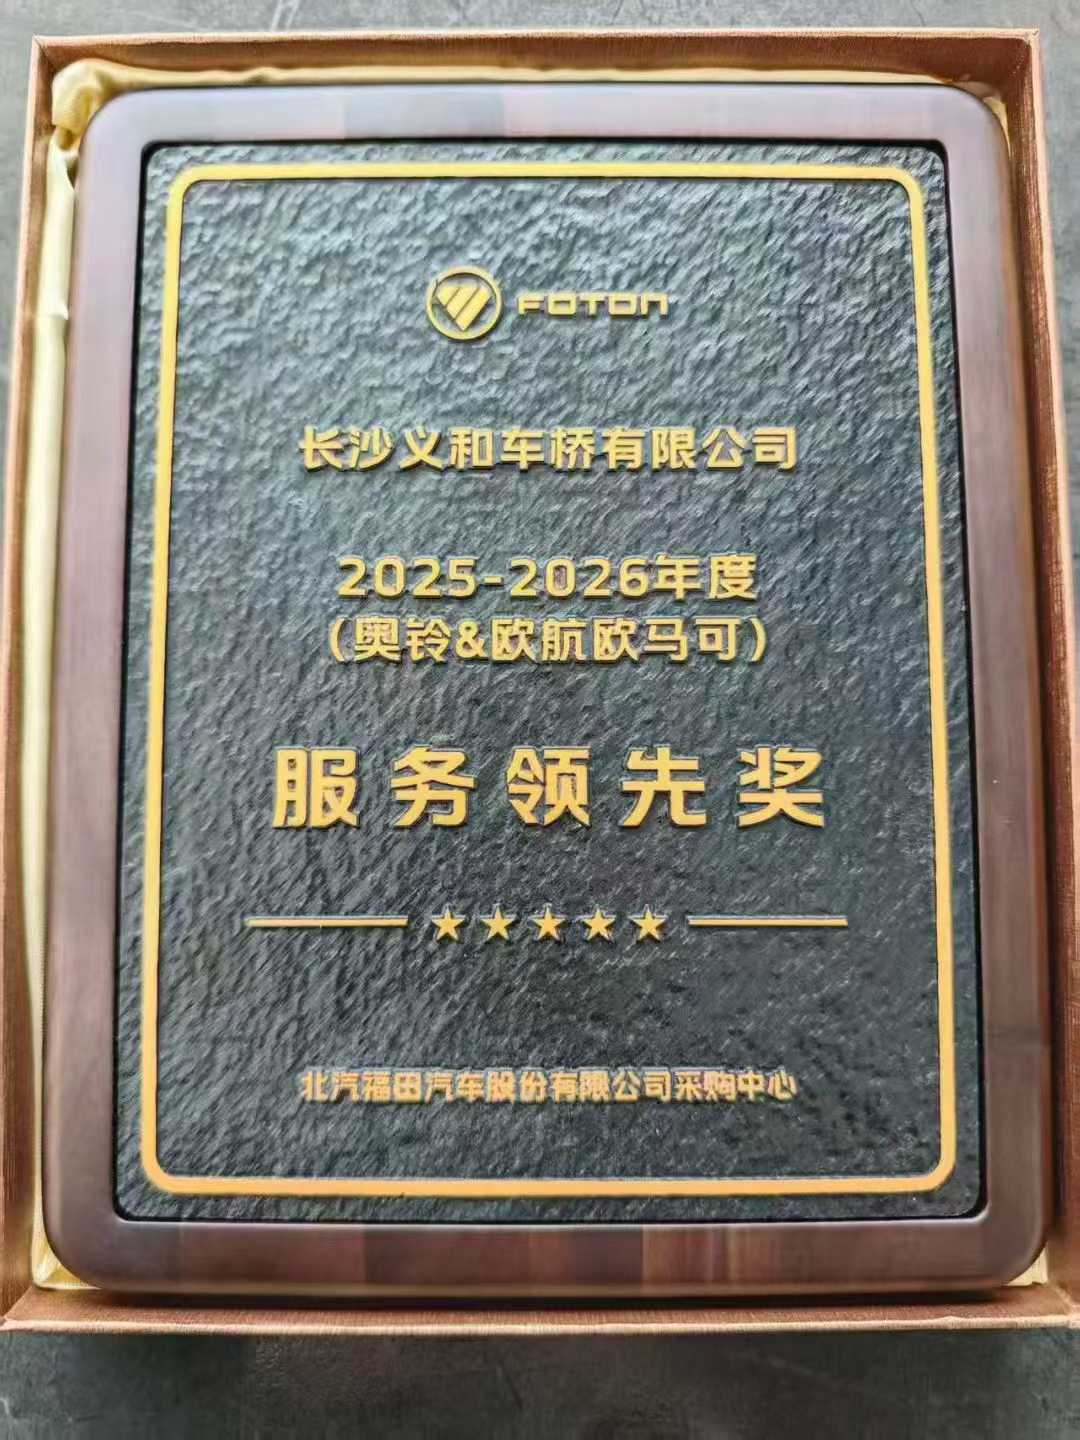 FOTON
长沙义和车桥有限公司
2025-2026年度
（奥铃&欧航欧马可）
服务领先奖
北汽福田汽车股份有限公司采购中心